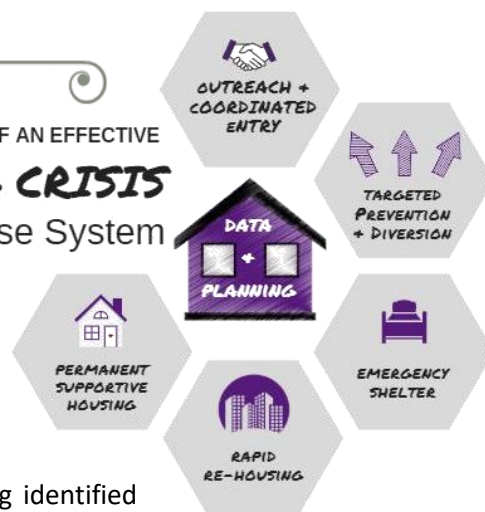 OUTREACH +
COORDINATED
ENTRY
F AN EFFECTIVE
CRISIS
se System
TARGETED
PREVENTION
+ DIVERSION
DATA
+
PLANNING
PERMANENT
SUPPORTIVE
HOUSING
EMERGENCY
SHELTER
RAPID
RE-HOUSING
g identified